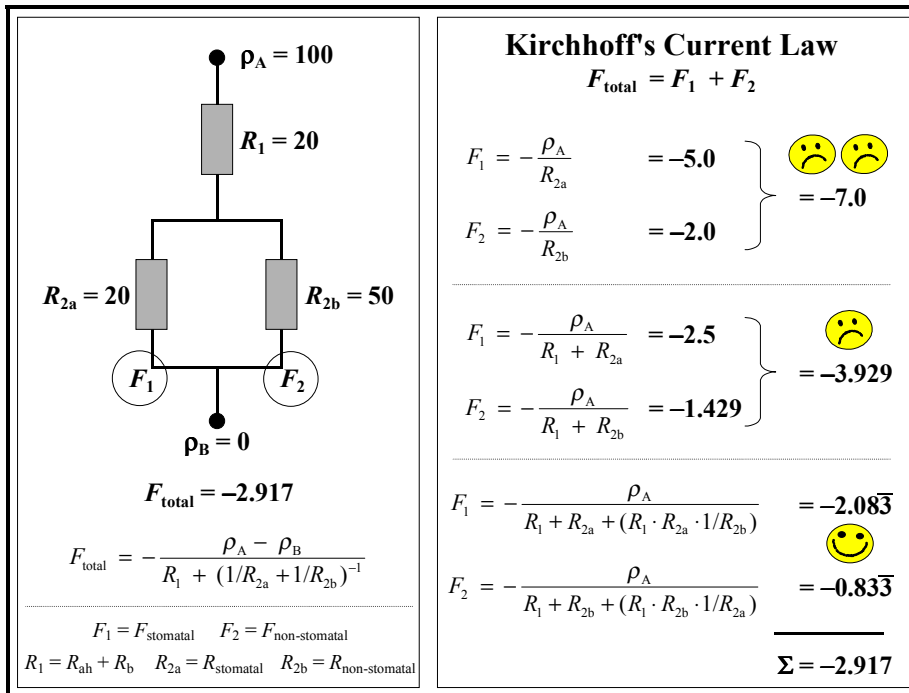 ρA = 100
R1 = 20
R2a = 20
R2b = 50
F1
F2
ρB = 0
Ftotal = –2.917
Ftotal = − (ρA − ρB) / (R1 + (1/R2a + 1/R2b)⁻¹)
F1 = Fstomatal F2 = Fnon-stomatal
R1 = Rah + Rb R2a = Rstomatal R2b = Rnon-stomatal
Kirchhoff's Current Law
Ftotal = F1 + F2
F1 = − ρA / R2a = –5.0
= –7.0
F2 = − ρA / R2b = –2.0
F1 = − ρA / (R1 + R2a) = –2.5
= –3.929
F2 = − ρA / (R1 + R2b) = –1.429
F1 = − ρA / (R1 + R2a + (R1 · R2a · 1/R2b)) = –2.083̅
F2 = − ρA / (R1 + R2b + (R1 · R2b · 1/R2a)) = –0.833̅
Σ = –2.917